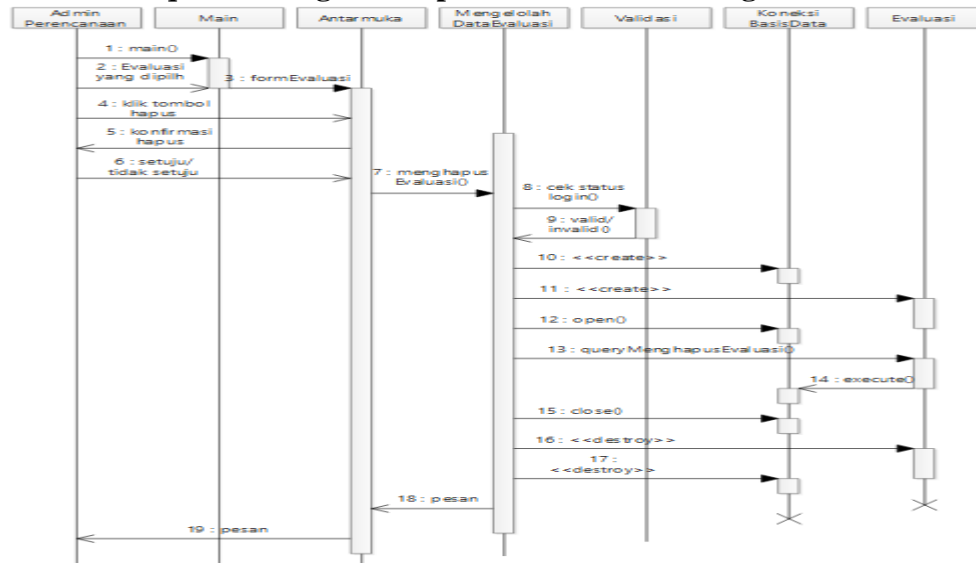 Admin
Perencanaan
Main
Antarmuka
Mengelolah
DataEvaluasi
Validasi
Koneksi
BasisData
Evaluasi
1 : main()
2 : Evaluasi
yang dipilh
3 : formEvaluasi
4 : klik tombol
hapus
5 : konfirmasi
hapus
6 : setuju/
tidak setuju
7 : menghapus
Evaluasi()
8 : cek status
login()
9 : valid/
invalid()
10 : <<create>>
11 : <<create>>
12 : open()
13 : queryMenghapusEvaluasi()
14 : execute()
15 : close()
16 : <<destroy>>
17 :
<<destroy>>
18 : pesan
19 : pesan